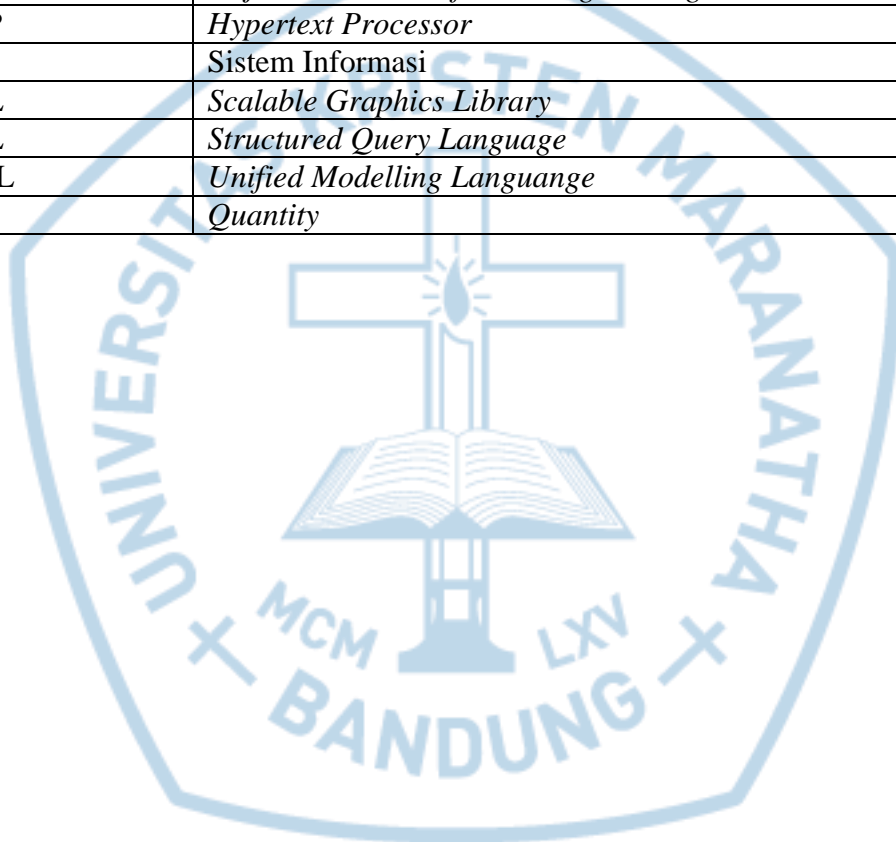 Hypertext Processor
Sistem Informasi
L Scalable Graphics Library
L Structured Query Language
L Unified Modelling Languange
Quantity
UNIVERSITAS KRISTEN MARANATHA
MCM LXV
BANDUNG